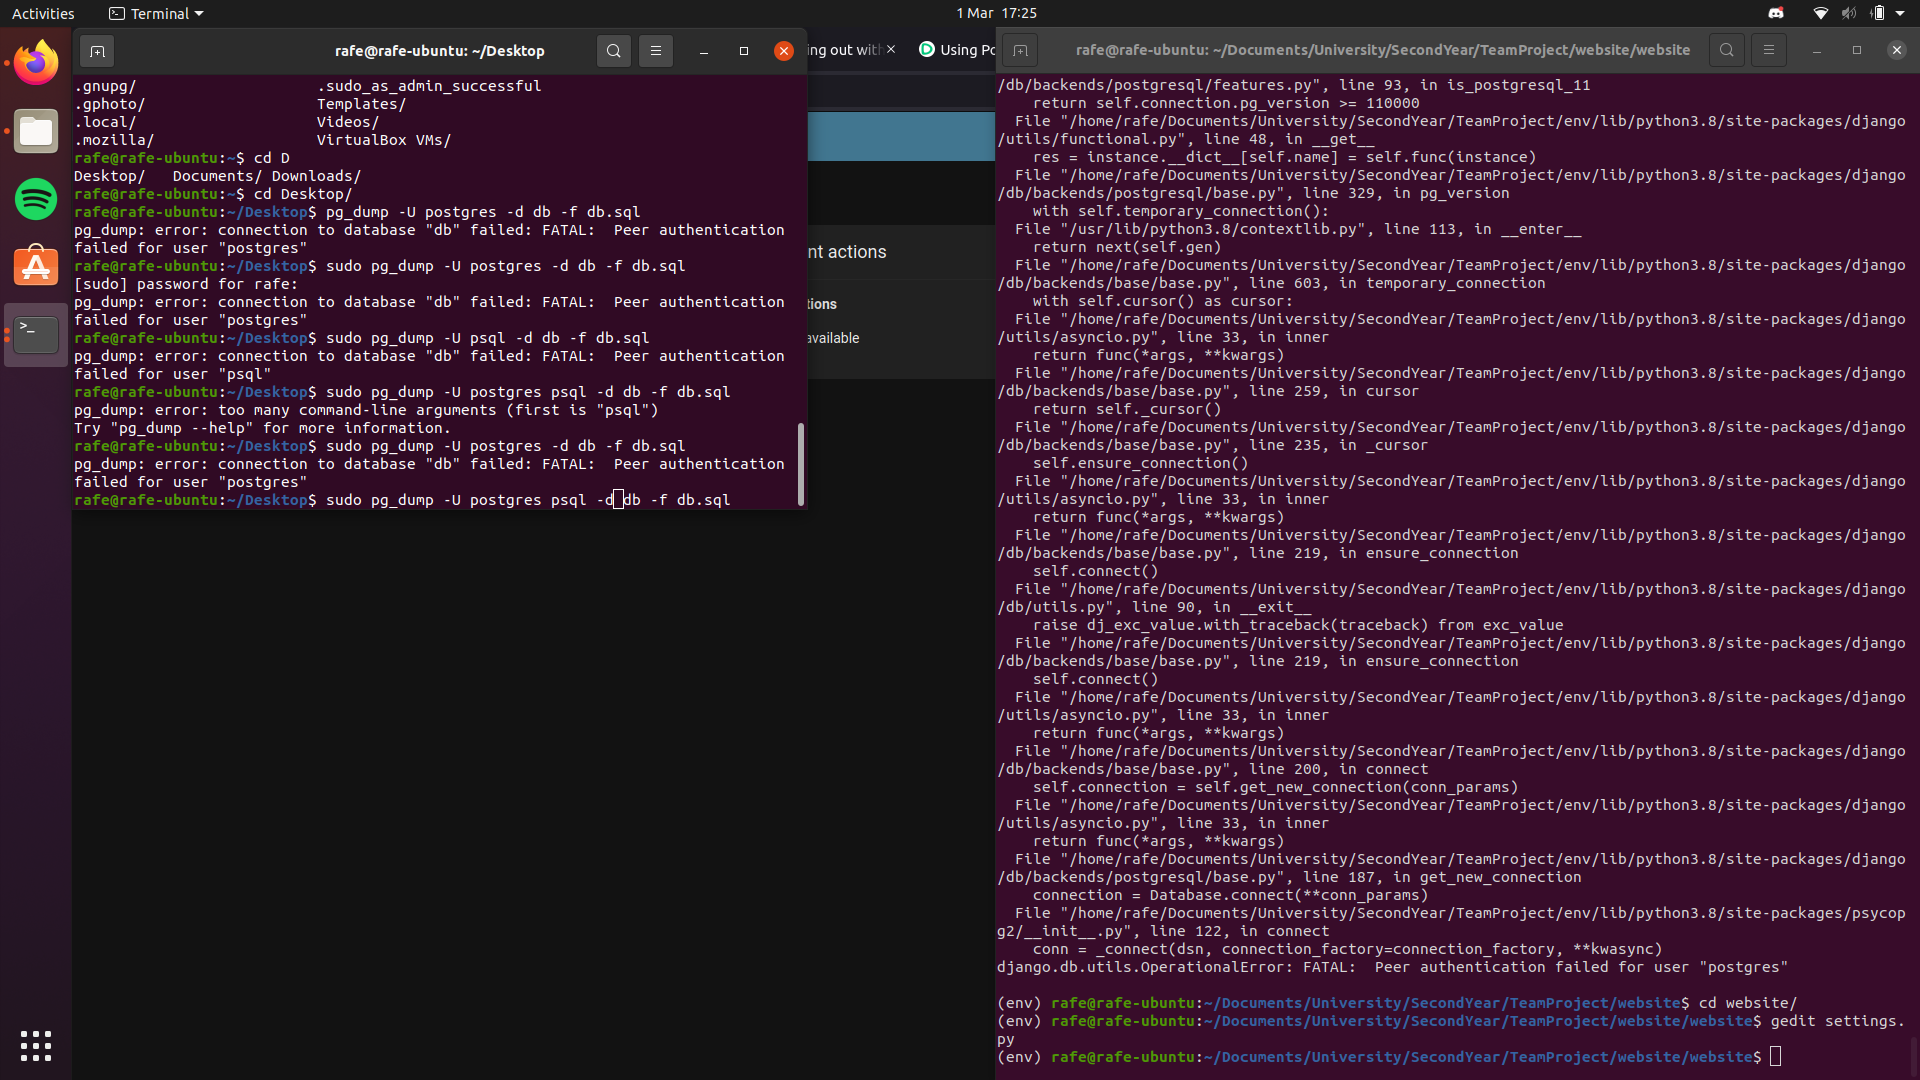 Activities
Terminal
1 Mar 17:25
rafe@rafe-ubuntu: ~/Desktop
.gnupg/ .sudo_as_admin_successful
.gphoto/ Templates/
.local/ Videos/
.mozilla/ VirtualBox VMs/
rafe@rafe-ubuntu:~$ cd D
Desktop/ Documents/ Downloads/
rafe@rafe-ubuntu:~$ cd Desktop/
rafe@rafe-ubuntu:~/Desktop$ pg_dump -U postgres -d db -f db.sql
pg_dump: error: connection to database "db" failed: FATAL:  Peer authentication
failed for user "postgres"
rafe@rafe-ubuntu:~/Desktop$ sudo pg_dump -U postgres -d db -f db.sql
[sudo] password for rafe:
pg_dump: error: connection to database "db" failed: FATAL:  Peer authentication
failed for user "postgres"
rafe@rafe-ubuntu:~/Desktop$ sudo pg_dump -U psql -d db -f db.sql
pg_dump: error: connection to database "db" failed: FATAL:  Peer authentication
failed for user "psql"
rafe@rafe-ubuntu:~/Desktop$ sudo pg_dump -U postgres psql -d db -f db.sql
pg_dump: error: too many command-line arguments (first is "psql")
Try "pg_dump --help" for more information.
rafe@rafe-ubuntu:~/Desktop$ sudo pg_dump -U postgres -d db -f db.sql
pg_dump: error: connection to database "db" failed: FATAL:  Peer authentication
failed for user "postgres"
rafe@rafe-ubuntu:~/Desktop$ sudo pg_dump -U postgres psql -d db -f db.sql
ing out with
Using Po
nt actions
tions
available
rafe@rafe-ubuntu: ~/Documents/University/SecondYear/TeamProject/website/website
/db/backends/postgresql/features.py", line 93, in is_postgresql_11
return self.connection.pg_version >= 110000
File "/home/rafe/Documents/University/SecondYear/TeamProject/env/lib/python3.8/site-packages/django
/utils/functional.py", line 48, in __get__
res = instance.__dict__[self.name] = self.func(instance)
File "/home/rafe/Documents/University/SecondYear/TeamProject/env/lib/python3.8/site-packages/django
/db/backends/postgresql/base.py", line 329, in pg_version
with self.temporary_connection():
File "/usr/lib/python3.8/contextlib.py", line 113, in __enter__
return next(self.gen)
File "/home/rafe/Documents/University/SecondYear/TeamProject/env/lib/python3.8/site-packages/django
/db/backends/base/base.py", line 603, in temporary_connection
with self.cursor() as cursor:
File "/home/rafe/Documents/University/SecondYear/TeamProject/env/lib/python3.8/site-packages/django
/utils/asyncio.py", line 33, in inner
return func(*args, **kwargs)
File "/home/rafe/Documents/University/SecondYear/TeamProject/env/lib/python3.8/site-packages/django
/db/backends/base/base.py", line 259, in cursor
return self._cursor()
File "/home/rafe/Documents/University/SecondYear/TeamProject/env/lib/python3.8/site-packages/django
/db/backends/base/base.py", line 235, in _cursor
self.ensure_connection()
File "/home/rafe/Documents/University/SecondYear/TeamProject/env/lib/python3.8/site-packages/django
/utils/asyncio.py", line 33, in inner
return func(*args, **kwargs)
File "/home/rafe/Documents/University/SecondYear/TeamProject/env/lib/python3.8/site-packages/django
/db/backends/base/base.py", line 219, in ensure_connection
self.connect()
File "/home/rafe/Documents/University/SecondYear/TeamProject/env/lib/python3.8/site-packages/django
/db/utils.py", line 90, in __exit__
raise dj_exc_value.with_traceback(traceback) from exc_value
File "/home/rafe/Documents/University/SecondYear/TeamProject/env/lib/python3.8/site-packages/django
/db/backends/base/base.py", line 219, in ensure_connection
self.connect()
File "/home/rafe/Documents/University/SecondYear/TeamProject/env/lib/python3.8/site-packages/django
/utils/asyncio.py", line 33, in inner
return func(*args, **kwargs)
File "/home/rafe/Documents/University/SecondYear/TeamProject/env/lib/python3.8/site-packages/django
/db/backends/base/base.py", line 200, in connect
self.connection = self.get_new_connection(conn_params)
File "/home/rafe/Documents/University/SecondYear/TeamProject/env/lib/python3.8/site-packages/django
/utils/asyncio.py", line 33, in inner
return func(*args, **kwargs)
File "/home/rafe/Documents/University/SecondYear/TeamProject/env/lib/python3.8/site-packages/django
/db/backends/postgresql/base.py", line 187, in get_new_connection
connection = Database.connect(**conn_params)
File "/home/rafe/Documents/University/SecondYear/TeamProject/env/lib/python3.8/site-packages/psycop
g2/__init__.py", line 122, in connect
conn = _connect(dsn, connection_factory=connection_factory, **kwasync)
django.db.utils.OperationalError: FATAL:  Peer authentication failed for user "postgres"
(env) rafe@rafe-ubuntu:~/Documents/University/SecondYear/TeamProject/website$ cd website/
(env) rafe@rafe-ubuntu:~/Documents/University/SecondYear/TeamProject/website/website$ gedit settings.
py
(env) rafe@rafe-ubuntu:~/Documents/University/SecondYear/TeamProject/website/website$